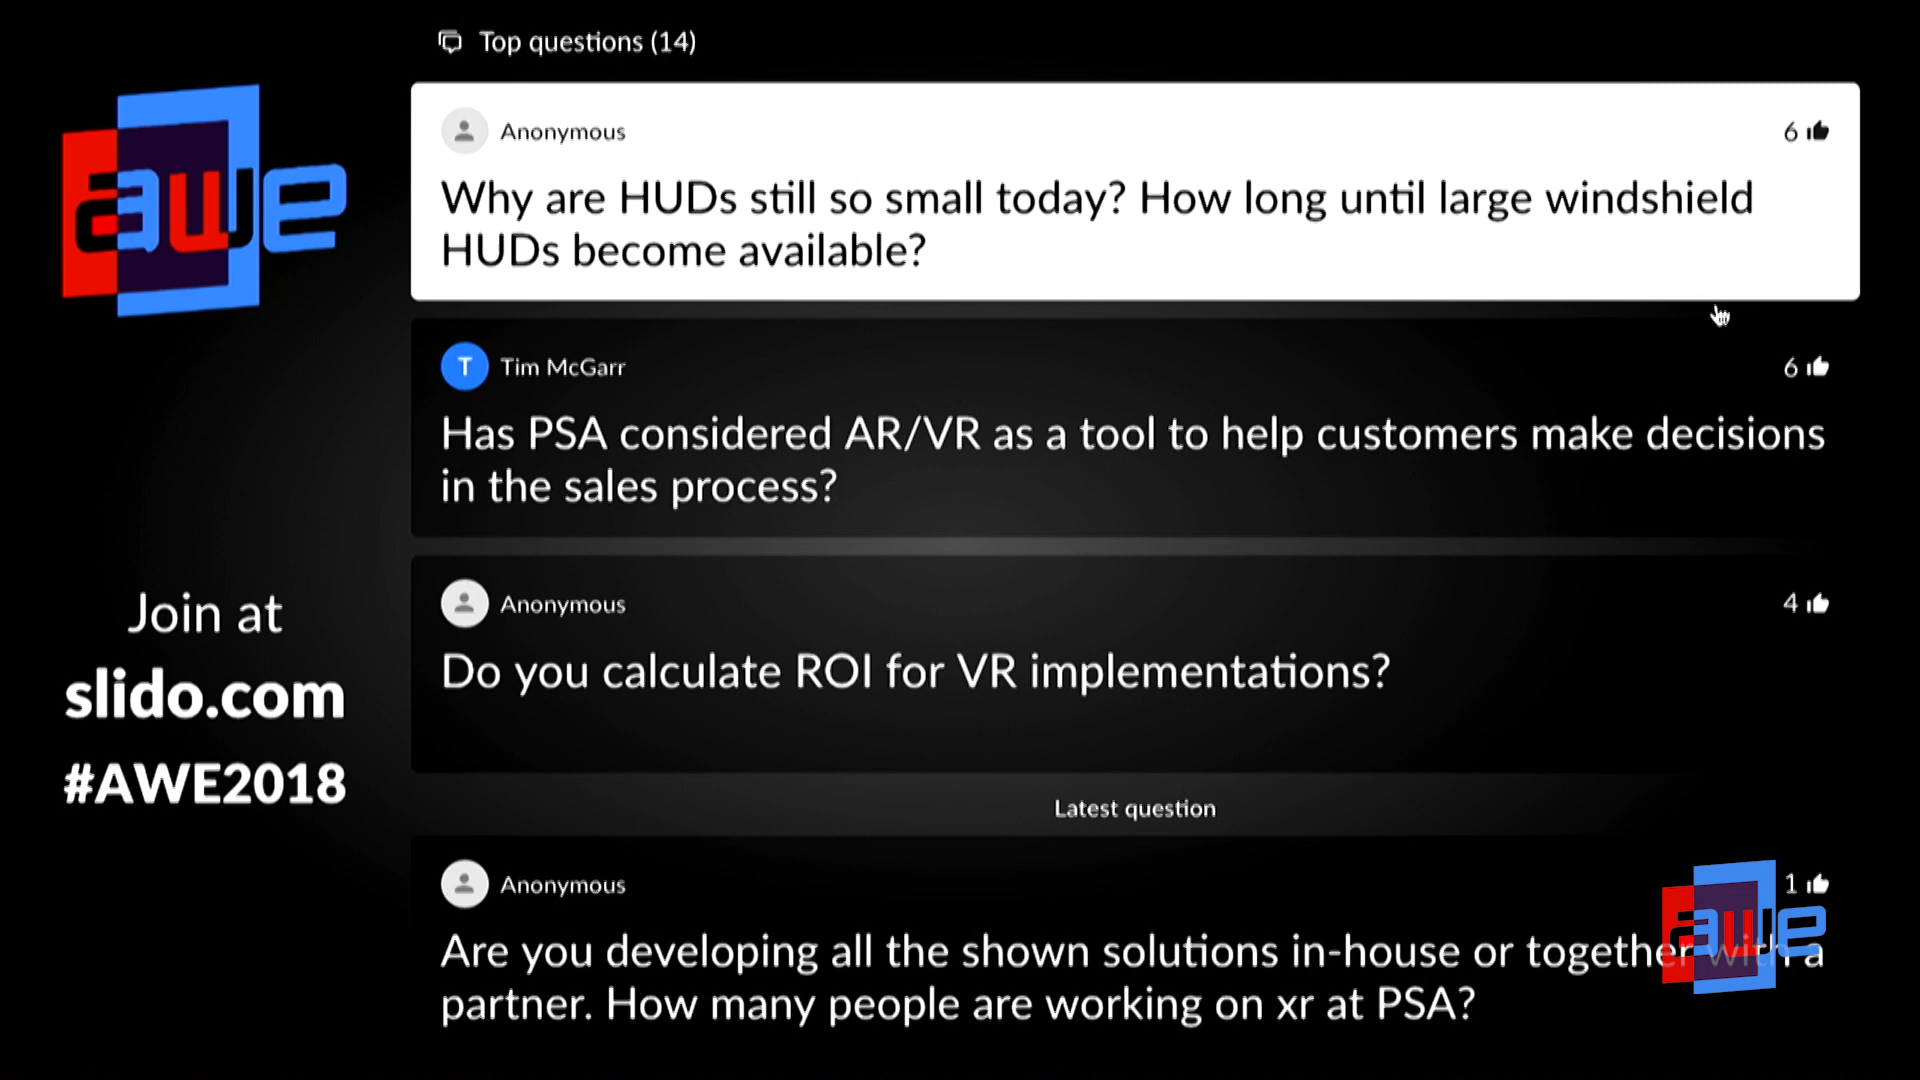 Top questions (14)
awe
Anonymous
6
Why are HUDs still so small today? How long until large windshield
HUDs become available?
T
Tim McGarr
6
Has PSA considered AR/VR as a tool to help customers make decisions
in the sales process?
Anonymous
4
Do you calculate ROI for VR implementations?
Join at
slido.com
#AWE2018
Latest question
Anonymous
1
Are you developing all the shown solutions in-house or together with a
partner. How many people are working on xr at PSA?
awe